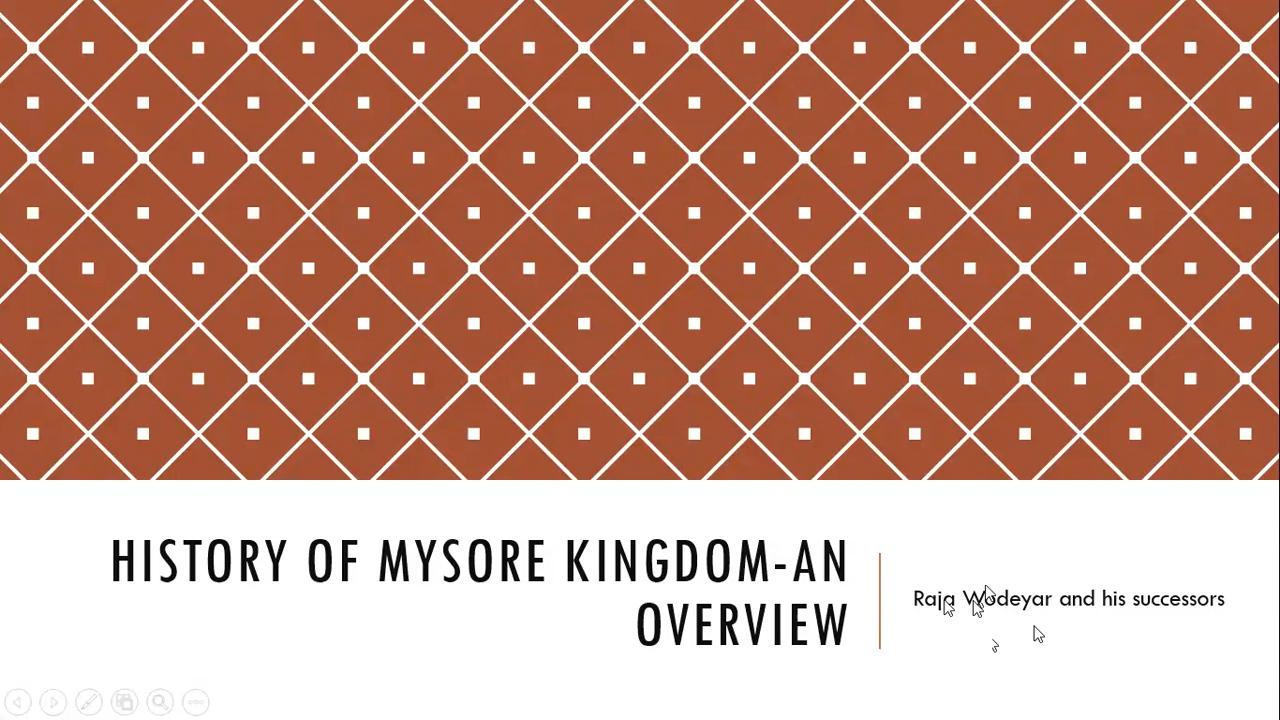 HISTORY OF MYSORE KINGDOM-AN
OVERVIEW
Raja Wodeyar and his successors